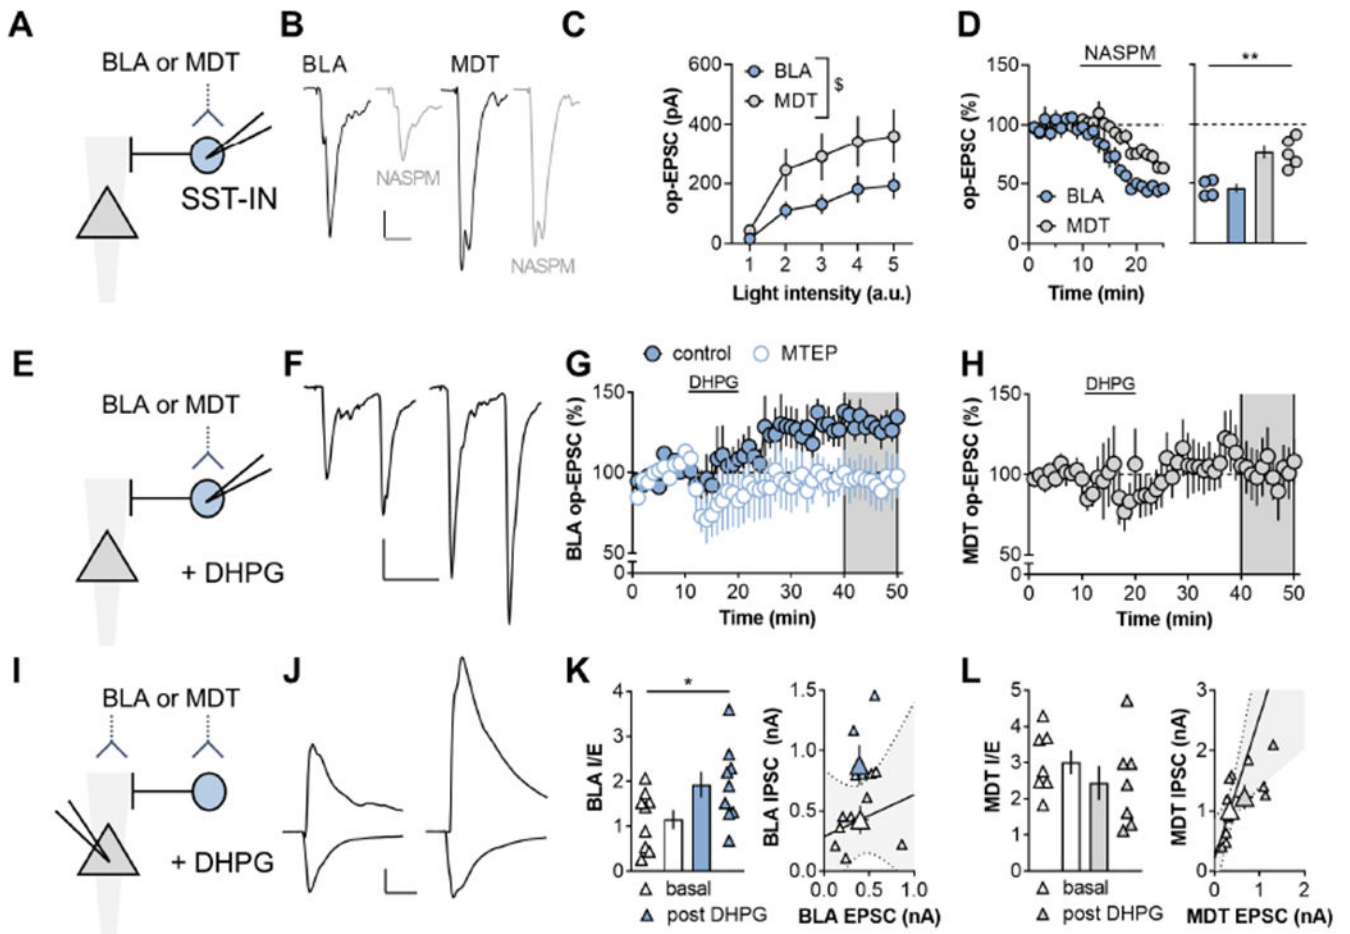 A
BLA or MDT
SST-IN
B
BLA
MDT
NASPM
NASPM
C
op-EPSC (pA)
600
400
200
0
BLA
MDT
$
1
2
3
4
5
Light intensity (a.u.)
D
op-EPSC (%)
150
100
50
0
NASPM
BLA
MDT
0
10
20
Time (min)
**
E
BLA or MDT
+ DHPG
F
G
control
MTEP
BLA op-EPSC (%)
150
100
50
0
DHPG
0
10
20
30
40
50
Time (min)
H
MDT op-EPSC (%)
150
100
50
0
DHPG
0
10
20
30
40
50
Time (min)
I
BLA or MDT
+ DHPG
J
K
BLA I/E
4
3
2
1
0
*
basal
post DHPG
BLA IPSC (nA)
1.5
1.0
0.5
0.0
0.0
0.5
1.0
BLA EPSC (nA)
L
MDT I/E
5
4
3
2
1
0
basal
post DHPG
MDT IPSC (nA)
3
2
1
0
0
1
2
MDT EPSC (nA)